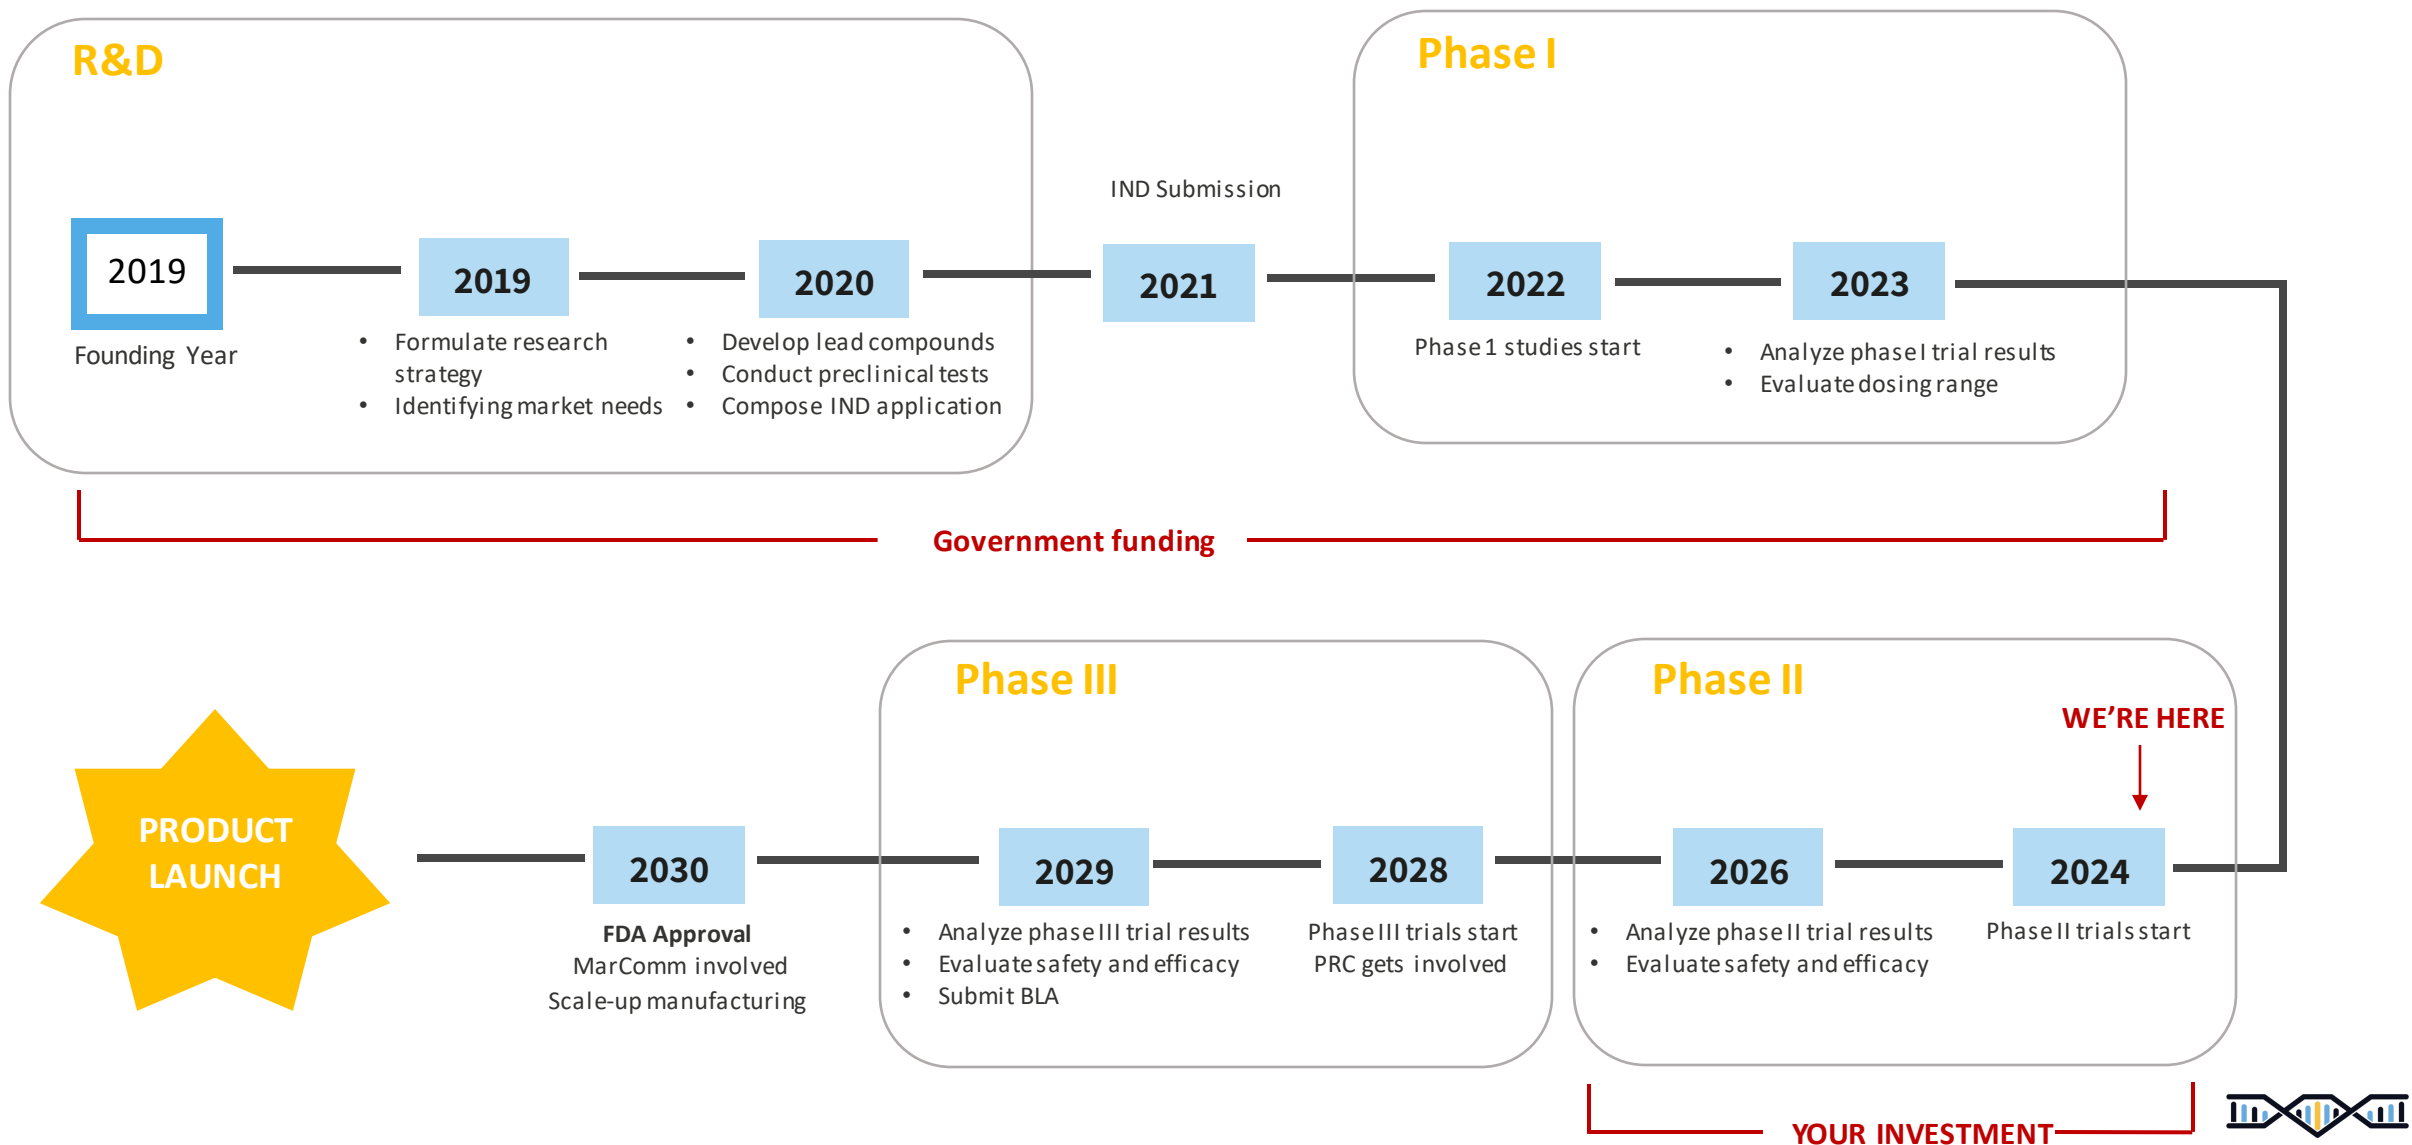 R&D
Phase I
IND Submission
2019
2019
2020
2021
2022
2023
Founding Year
• Formulate research
strategy
• Identifying market needs
• Develop lead compounds
• Conduct preclinical tests
• Compose IND application
Phase 1 studies start
• Analyze phase I trial results
• Evaluate dosing range
Government funding
Phase III
Phase II
WE’RE HERE
PRODUCT
LAUNCH
2030
2029
2028
2026
2024
FDA Approval
MarComm involved
Scale-up manufacturing
• Analyze phase III trial results
• Evaluate safety and efficacy
• Submit BLA
Phase III trials start
PRC gets involved
• Analyze phase II trial results
• Evaluate safety and efficacy
Phase II trials start
YOUR INVESTMENT